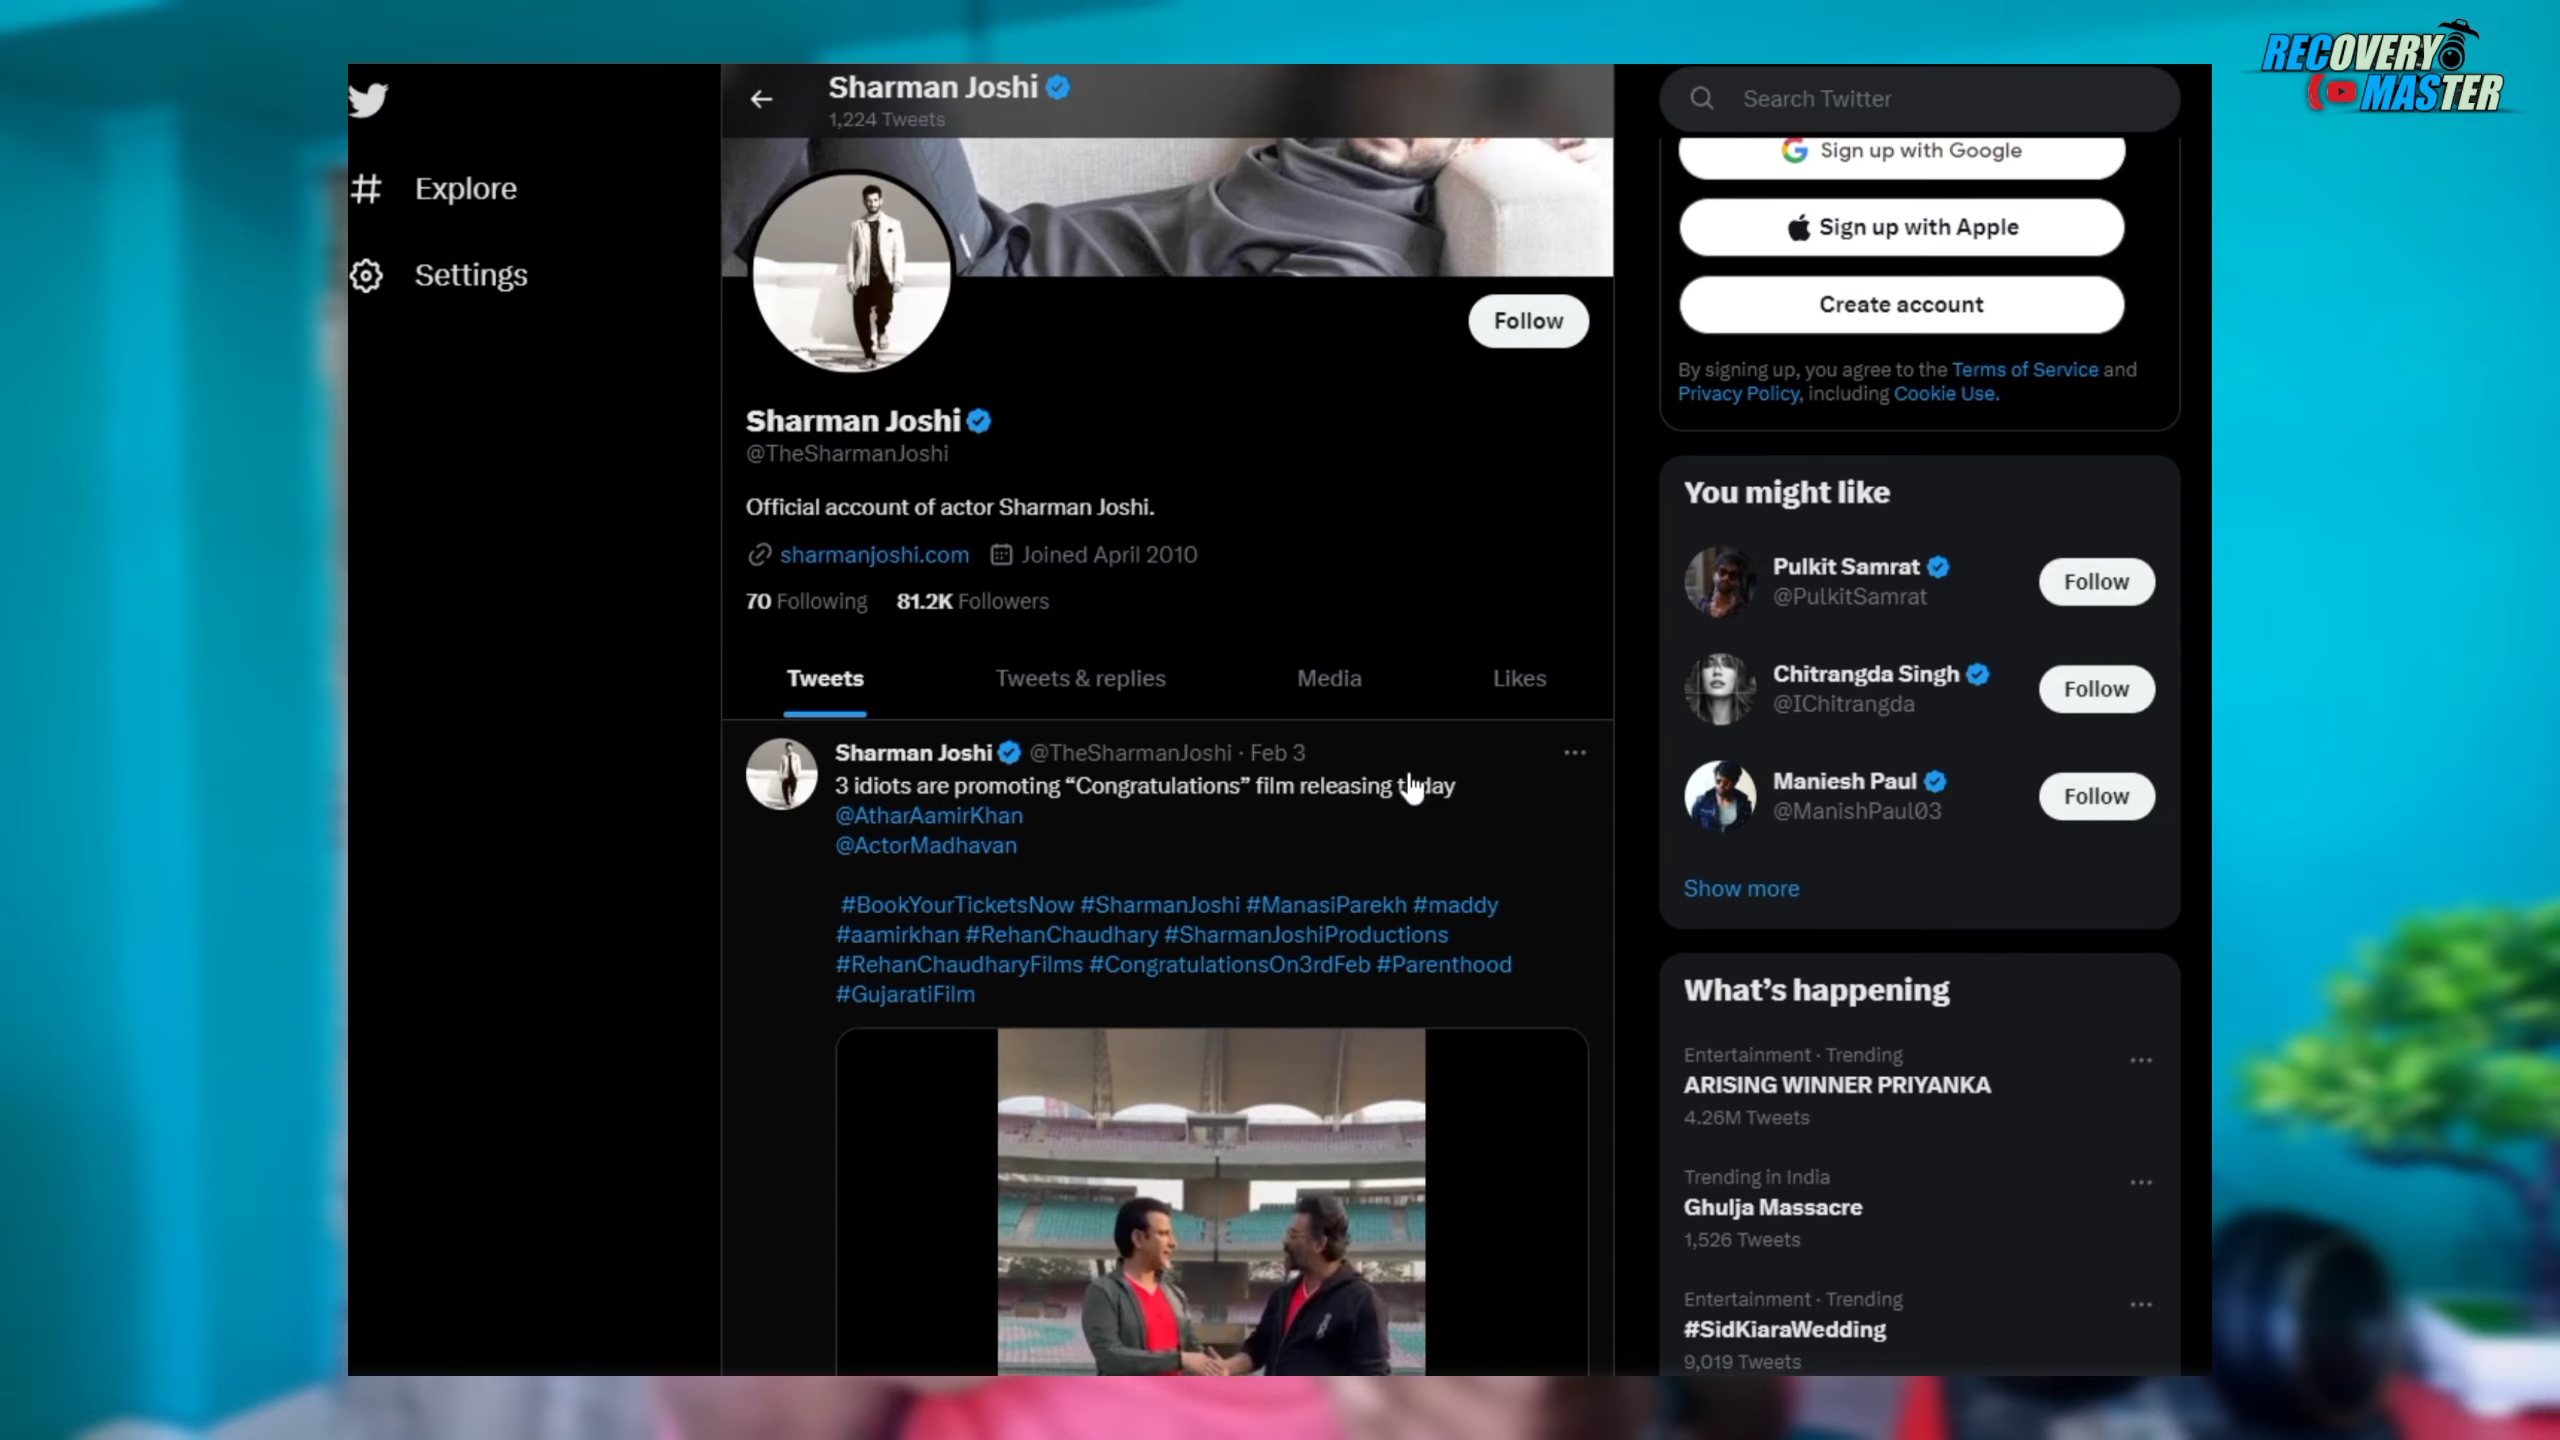 RECOVERY
MASTER
Explore
Settings
Sharman Joshi
1,224 Tweets
Follow
Sharman Joshi
@TheSharmanJoshi
Official account of actor Sharman Joshi.
sharmanjoshi.com Joined April 2010
70 Following 81.2K Followers
Tweets Tweets & replies Media Likes
Sharman Joshi @TheSharmanJoshi · Feb 3
3 idiots are promoting “Congratulations” film releasing today
@AtharAamirKhan
@ActorMadhavan
#BookYourTicketsNow #SharmanJoshi #ManasiParekh #maddy
#aamirkhan #RehanChaudhary #SharmanJoshiProductions
#RehanChaudharyFilms #CongratulationsOn3rdFeb #Parenthood
#GujaratiFilm
Search Twitter
Sign up with Google
Sign up with Apple
Create account
By signing up, you agree to the Terms of Service and
Privacy Policy, including Cookie Use.
You might like
Pulkit Samrat
@PulkitSamrat
Follow
Chitrangda Singh
@IChitrangda
Follow
Maniesh Paul
@ManishPaul03
Follow
Show more
What’s happening
Entertainment · Trending
ARISING WINNER PRIYANKA
4.26M Tweets
Trending in India
Ghulja Massacre
1,526 Tweets
Entertainment · Trending
#SidKiaraWedding
9,019 Tweets